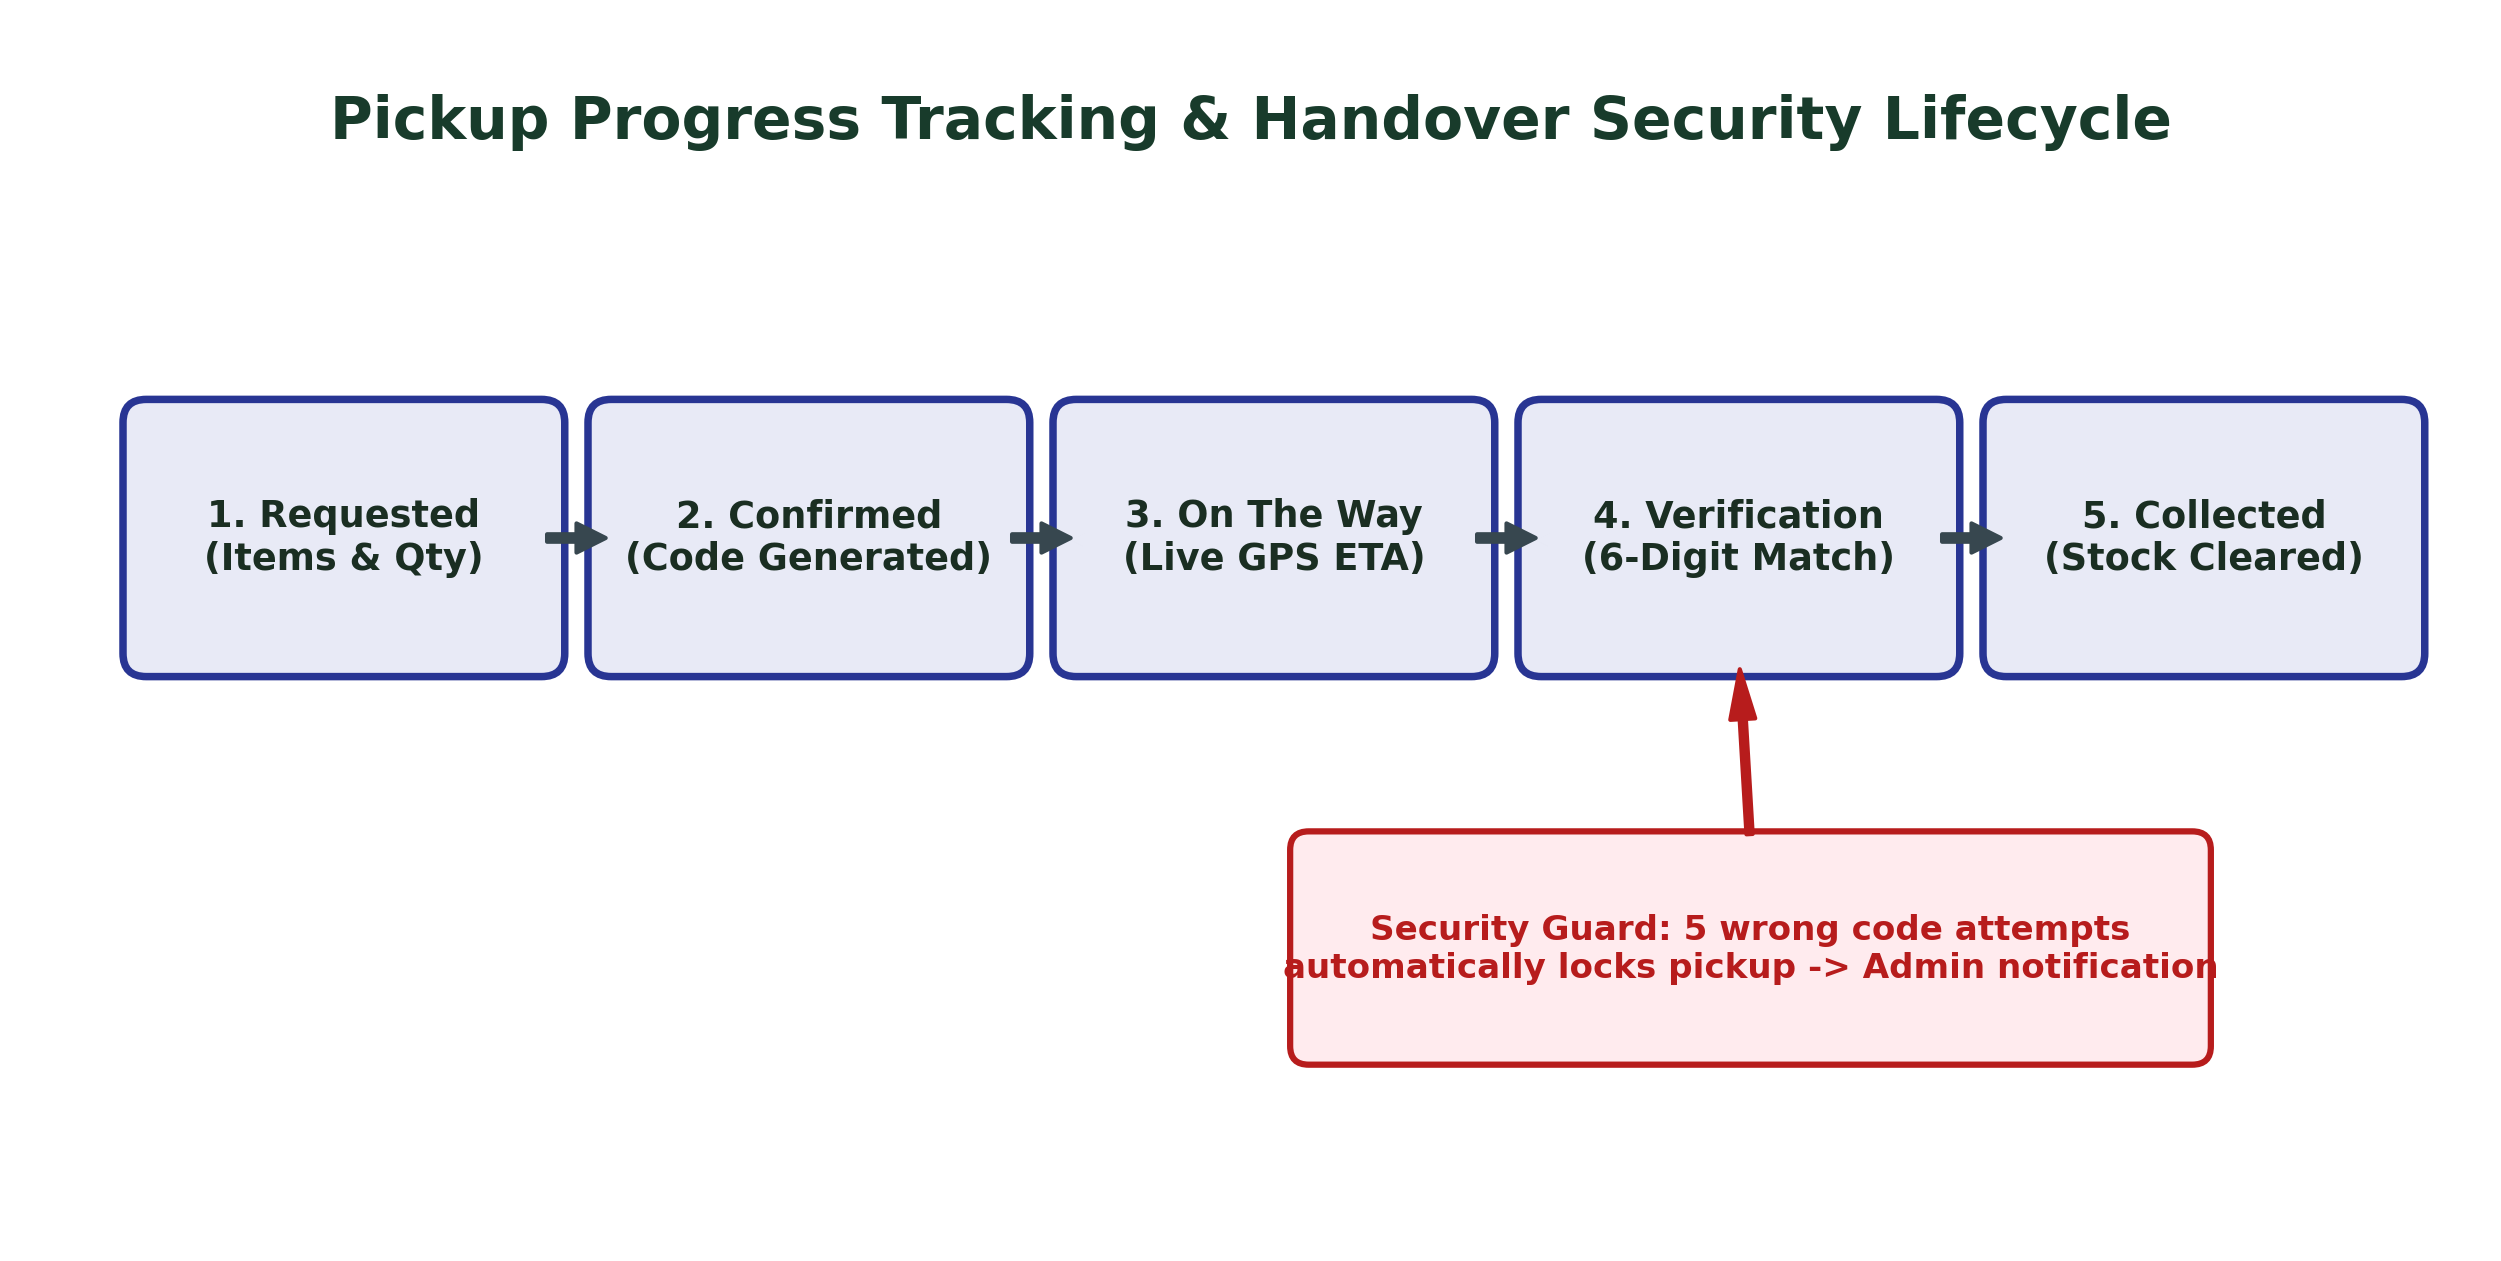 Pickup Progress Tracking & Handover Security Lifecycle
1. Requested
(Items & Qty)
2. Confirmed
(Code Generated)
3. On The Way
(Live GPS ETA)
4. Verification
(6-Digit Match)
5. Collected
(Stock Cleared)
Security Guard: 5 wrong code attempts
automatically locks pickup -> Admin notification